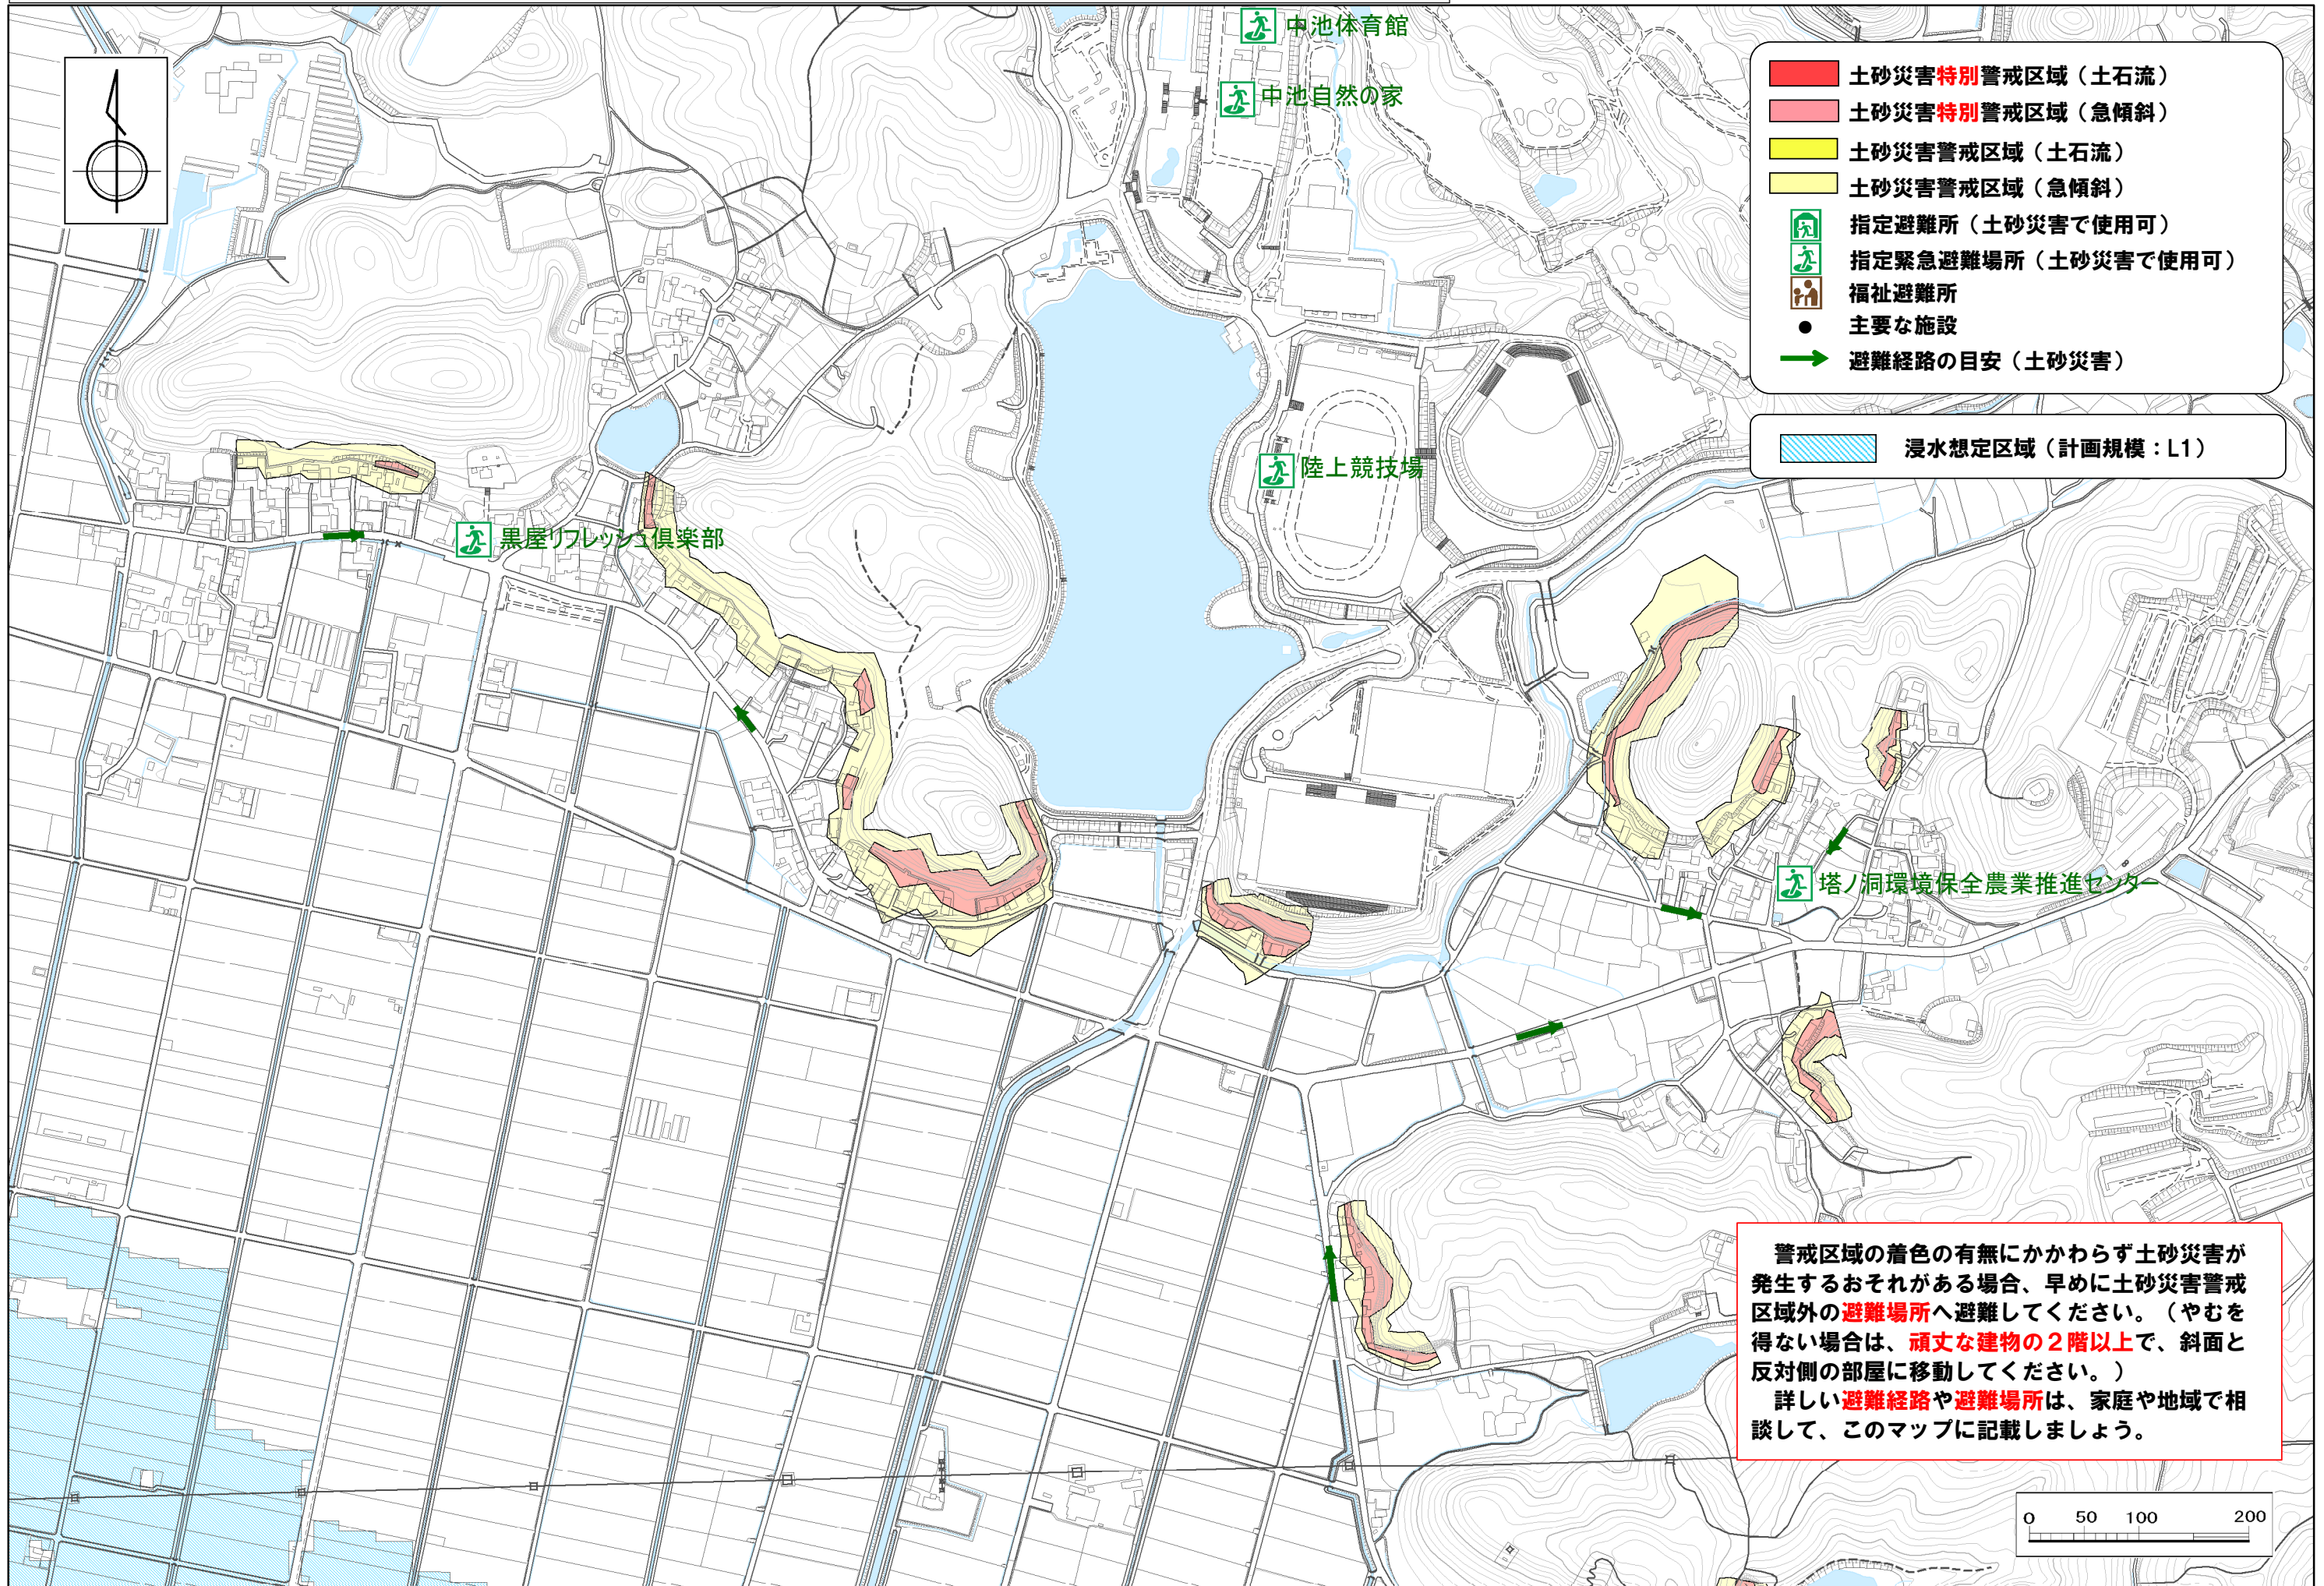 中池体育館
中池自然の家
土砂災害特別警戒区域（土石流）
土砂災害特別警戒区域（急傾斜）
土砂災害警戒区域（土石流）
土砂災害警戒区域（急傾斜）
指定避難所（土砂災害で使用可）
指定緊急避難場所（土砂災害で使用可）
福祉避難所
主要な施設
避難経路の目安（土砂災害）
浸水想定区域（計画規模：L1）
陸上競技場
黒屋リフレッシュ倶楽部
塔ノ洞環境保全農業推進センター
警戒区域の着色の有無にかかわらず土砂災害が
発生するおそれがある場合、早めに土砂災害警戒
区域外の避難場所へ避難してください。（やむを
得ない場合は、頑丈な建物の２階以上で、斜面と
反対側の部屋に移動してください。）
詳しい避難経路や避難場所は、家庭や地域で相
談して、このマップに記載しましょう。
0 50 100 200